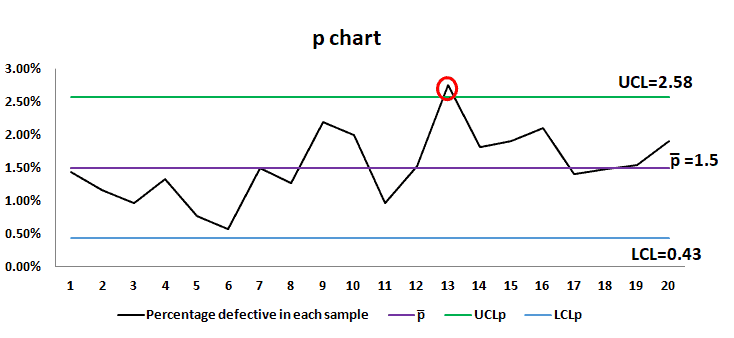 p chart
3.00%
UCL=2.58
2.50%
2.00%
p̅ =1.5
1.50%
1.00%
0.50%
LCL=0.43
0.00%
1 2 3 4 5 6 7 8 9 10 11 12 13 14 15 16 17 18 19 20
Percentage defective in each sample p̅ UCLp LCLp